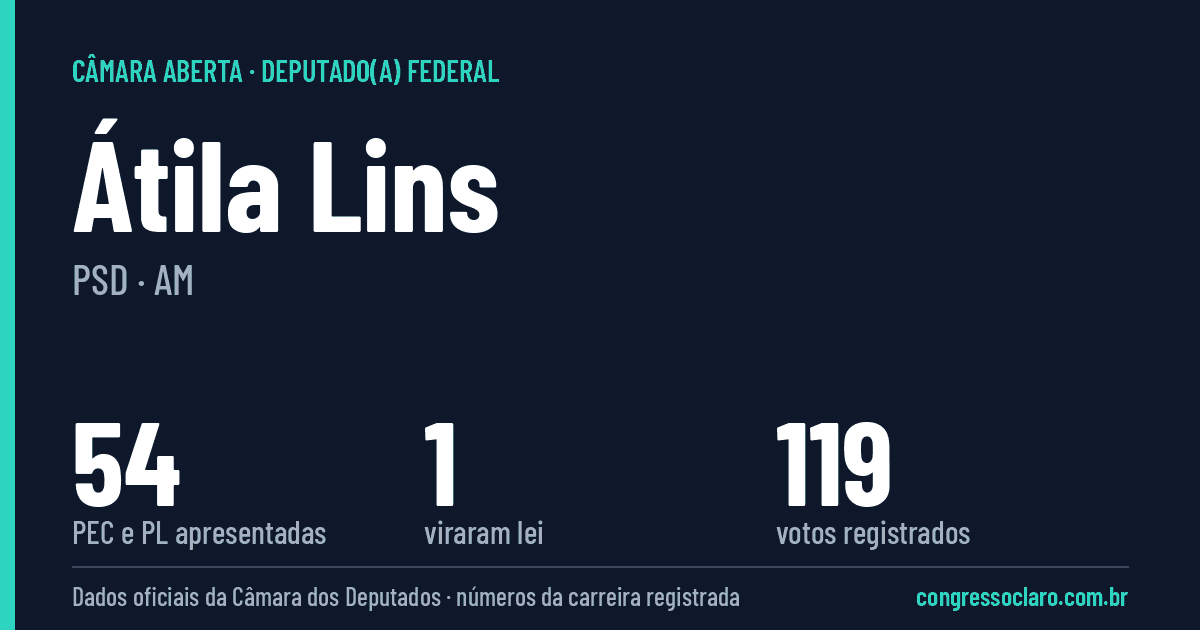 CÂMARA ABERTA · DEPUTADO(A) FEDERAL
Átila Lins
PSD · AM
54 1 119
PEC e PL apresentadas viraram lei votos registrados
Dados oficiais da Câmara dos Deputados · números da carreira registrada congressoclaro.com.br